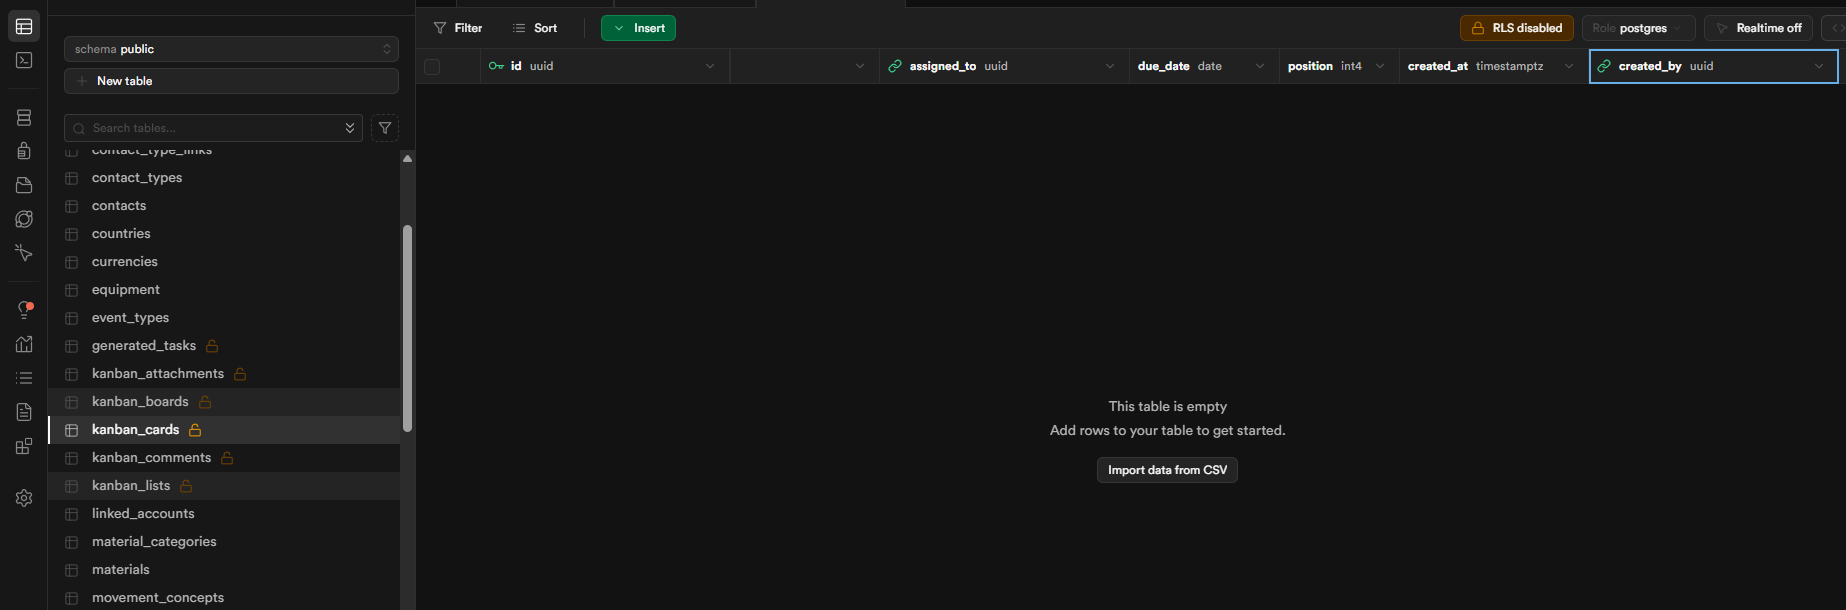 schema public
New table
Search tables...
contact_type_links
contact_types
contacts
countries
currencies
equipment
event_types
generated_tasks
kanban_attachments
kanban_boards
kanban_cards
kanban_comments
kanban_lists
linked_accounts
material_categories
materials
movement_concepts
Filter
Sort
Insert
RLS disabled
Role postgres
Realtime off
id uuid
assigned_to uuid
due_date date
position int4
created_at timestamptz
created_by uuid
This table is empty
Add rows to your table to get started.
Import data from CSV